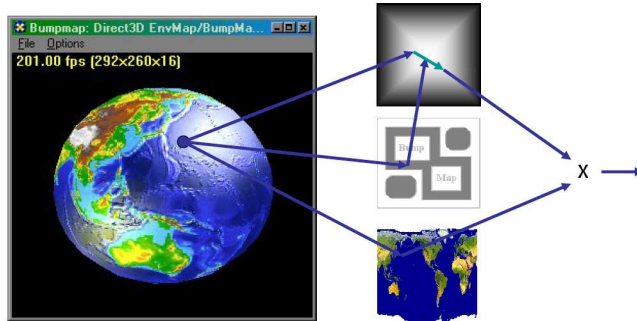 Bumpmap: Direct3D EnvMap/BumpMa...
File Options
201.00 fps (292x260x16)
Bump
Map
X